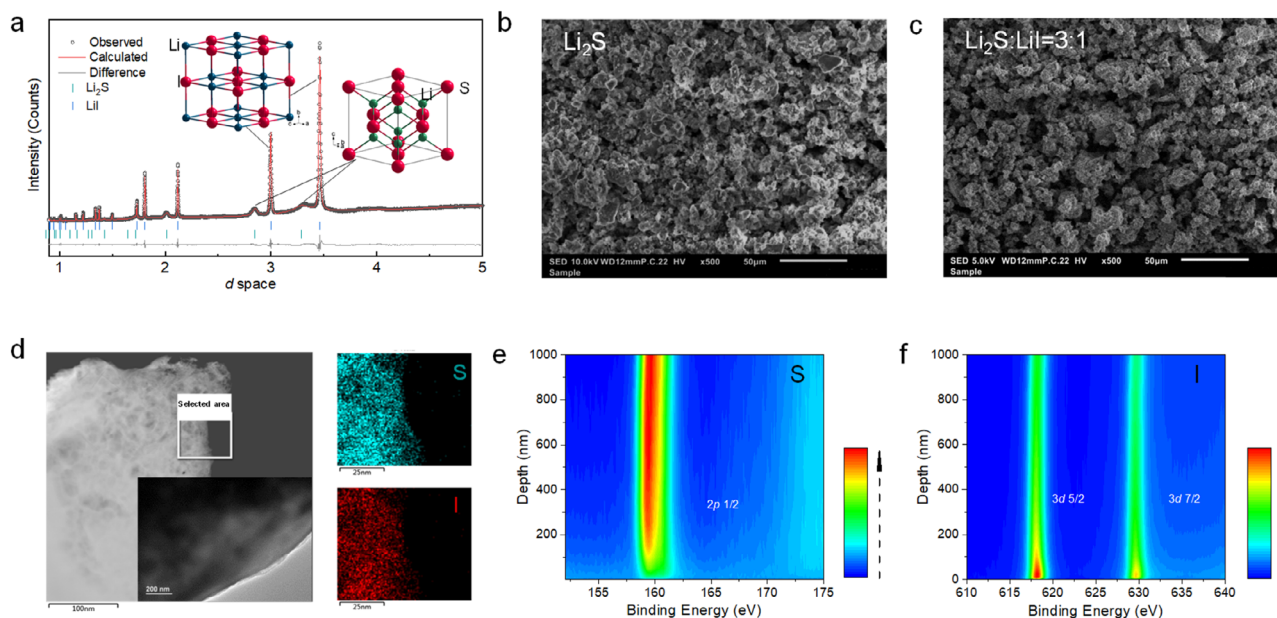 a
Observed
Calculated
Difference
Li₂S
LiI
Li
I
b
c
a
Li
S
c
b
Intensity (Counts)
1 2 3 4 5
d space
b
Li₂S
SED 10.0kV WD12mmP.C.22 HV x500 50µm
Sample
c
Li₂S:LiI=3:1
SED 5.0kV WD12mmP.C.22 HV x500 50µm
Sample
d
Selected area
200 nm
100nm
S
25nm
I
25nm
e
S
1000
800
600
400
200
Depth (nm)
2p 1/2
155 160 165 170 175
Binding Energy (eV)
f
I
1000
800
600
400
200
0
Depth (nm)
3d 5/2
3d 7/2
610 615 620 625 630 635 640
Binding Energy (eV)